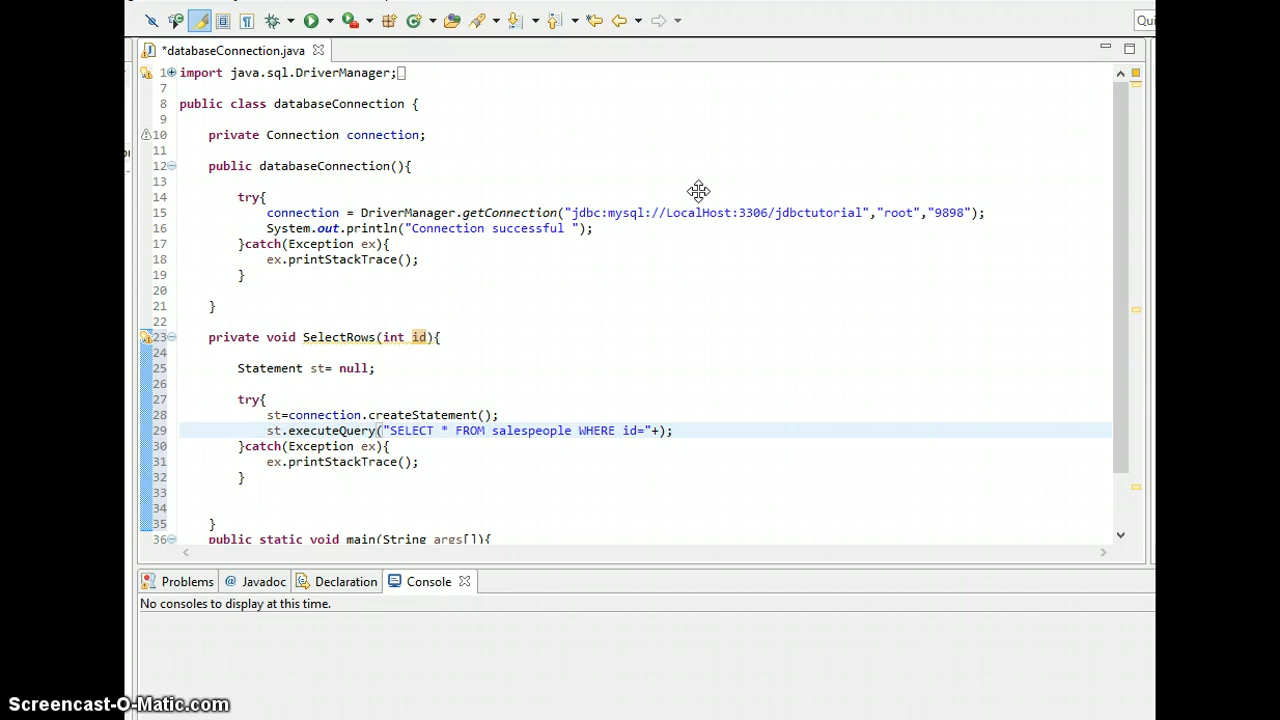 Qui
*databaseConnection.java
1 import java.sql.DriverManager;
7
8 public class databaseConnection {
9
10 private Connection connection;
11
12 public databaseConnection(){
13
14 try{
15 connection = DriverManager.getConnection("jdbc:mysql://LocalHost:3306/jdbctutorial","root","9898");
16 System.out.println("Connection successful ");
17 }catch(Exception ex){
18 ex.printStackTrace();
19 }
20
21 }
22
23 private void SelectRows(int id){
24
25 Statement st= null;
26
27 try{
28 st=connection.createStatement();
29 st.executeQuery("SELECT * FROM salespeople WHERE id="+);
30 }catch(Exception ex){
31 ex.printStackTrace();
32 }
33
34
35 }
36 public static void main(String args[]){
Problems @ Javadoc Declaration Console
No consoles to display at this time.
Screencast-O-Matic.com